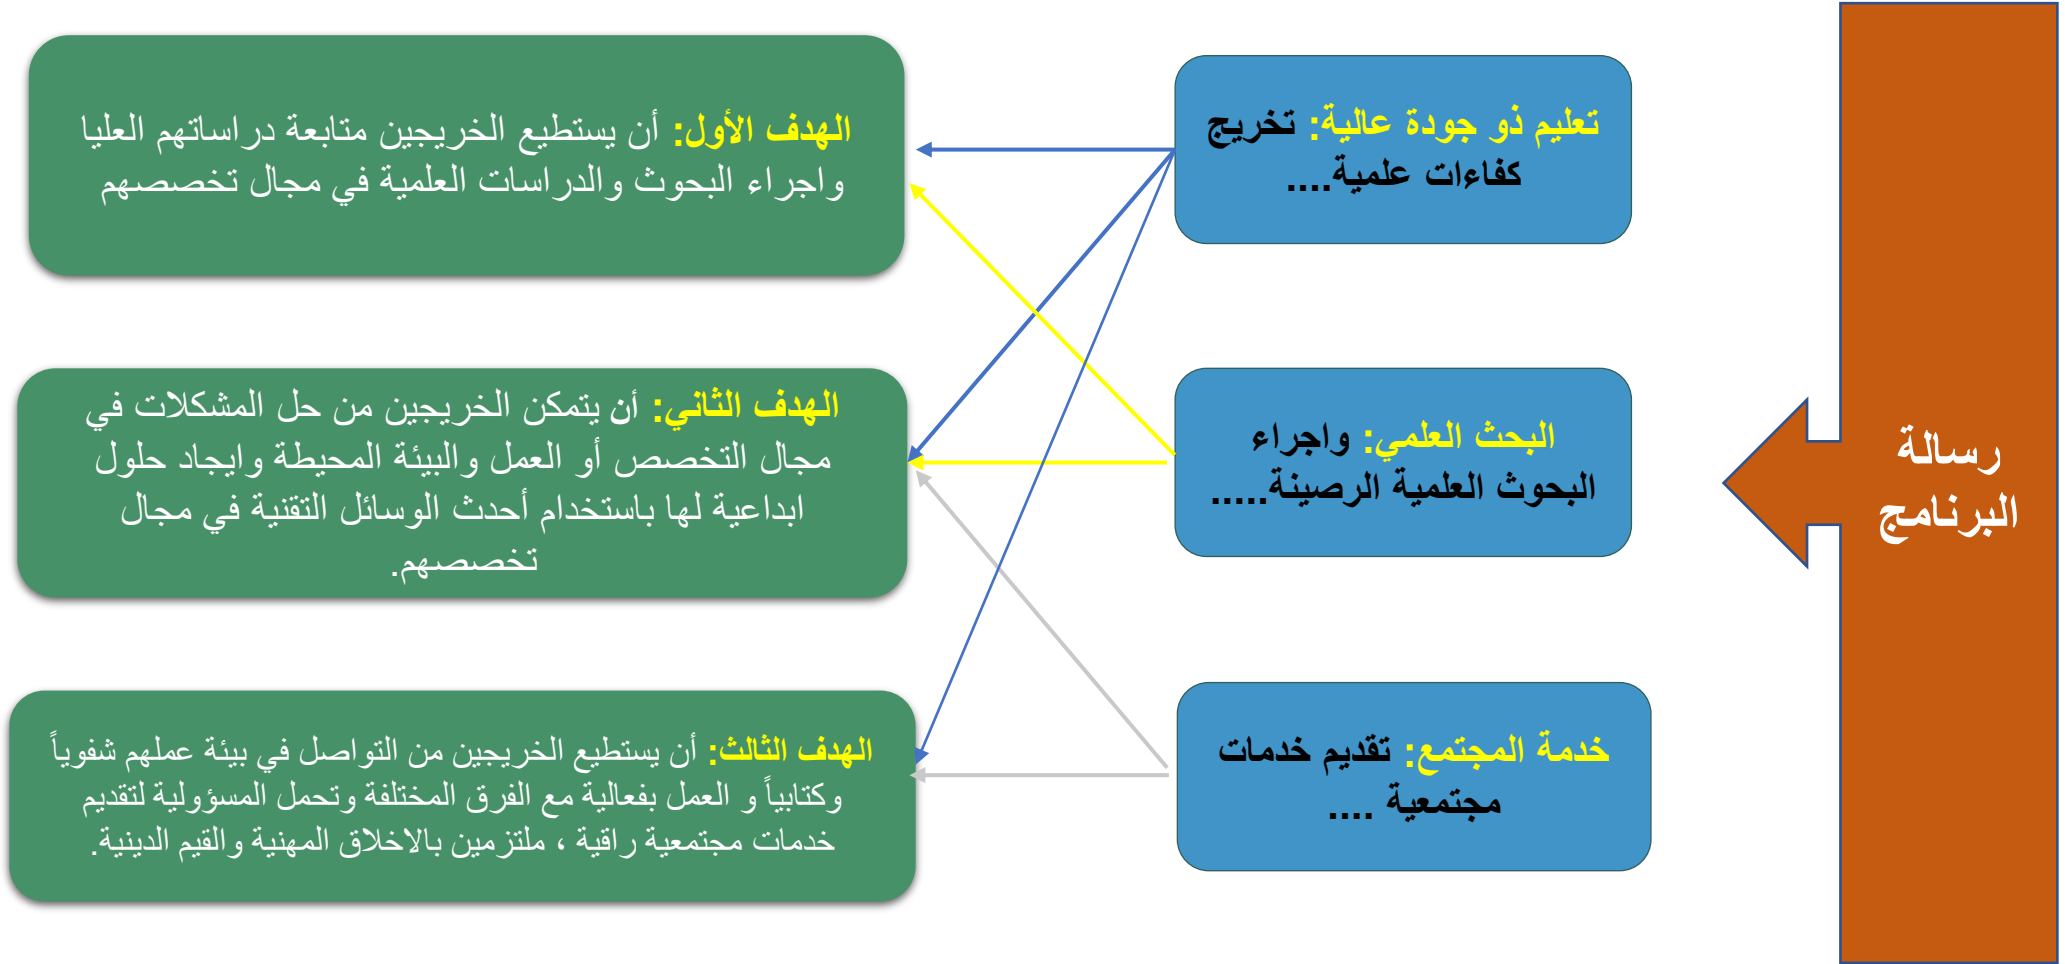 رسالة
البرنامج
تعليم ذو جودة عالية: تخريج
كفاءات علمية....
البحث العلمي: واجراء
البحوث العلمية الرصينة.....
خدمة المجتمع: تقديم خدمات
مجتمعية ....
الهدف الأول: أن يستطيع الخريجين متابعة دراساتهم العليا
واجراء البحوث والدراسات العلمية في مجال تخصصهم
الهدف الثاني: أن يتمكن الخريجين من حل المشكلات في
مجال التخصص أو العمل والبيئة المحيطة وايجاد حلول
ابداعية لها باستخدام أحدث الوسائل التقنية في مجال
تخصصهم.
الهدف الثالث: أن يستطيع الخريجين من التواصل في بيئة عملهم شفوياً
وكتابياً و العمل بفعالية مع الفرق المختلفة وتحمل المسؤولية لتقديم
خدمات مجتمعية راقية ، ملتزمين بالاخلاق المهنية والقيم الدينية.